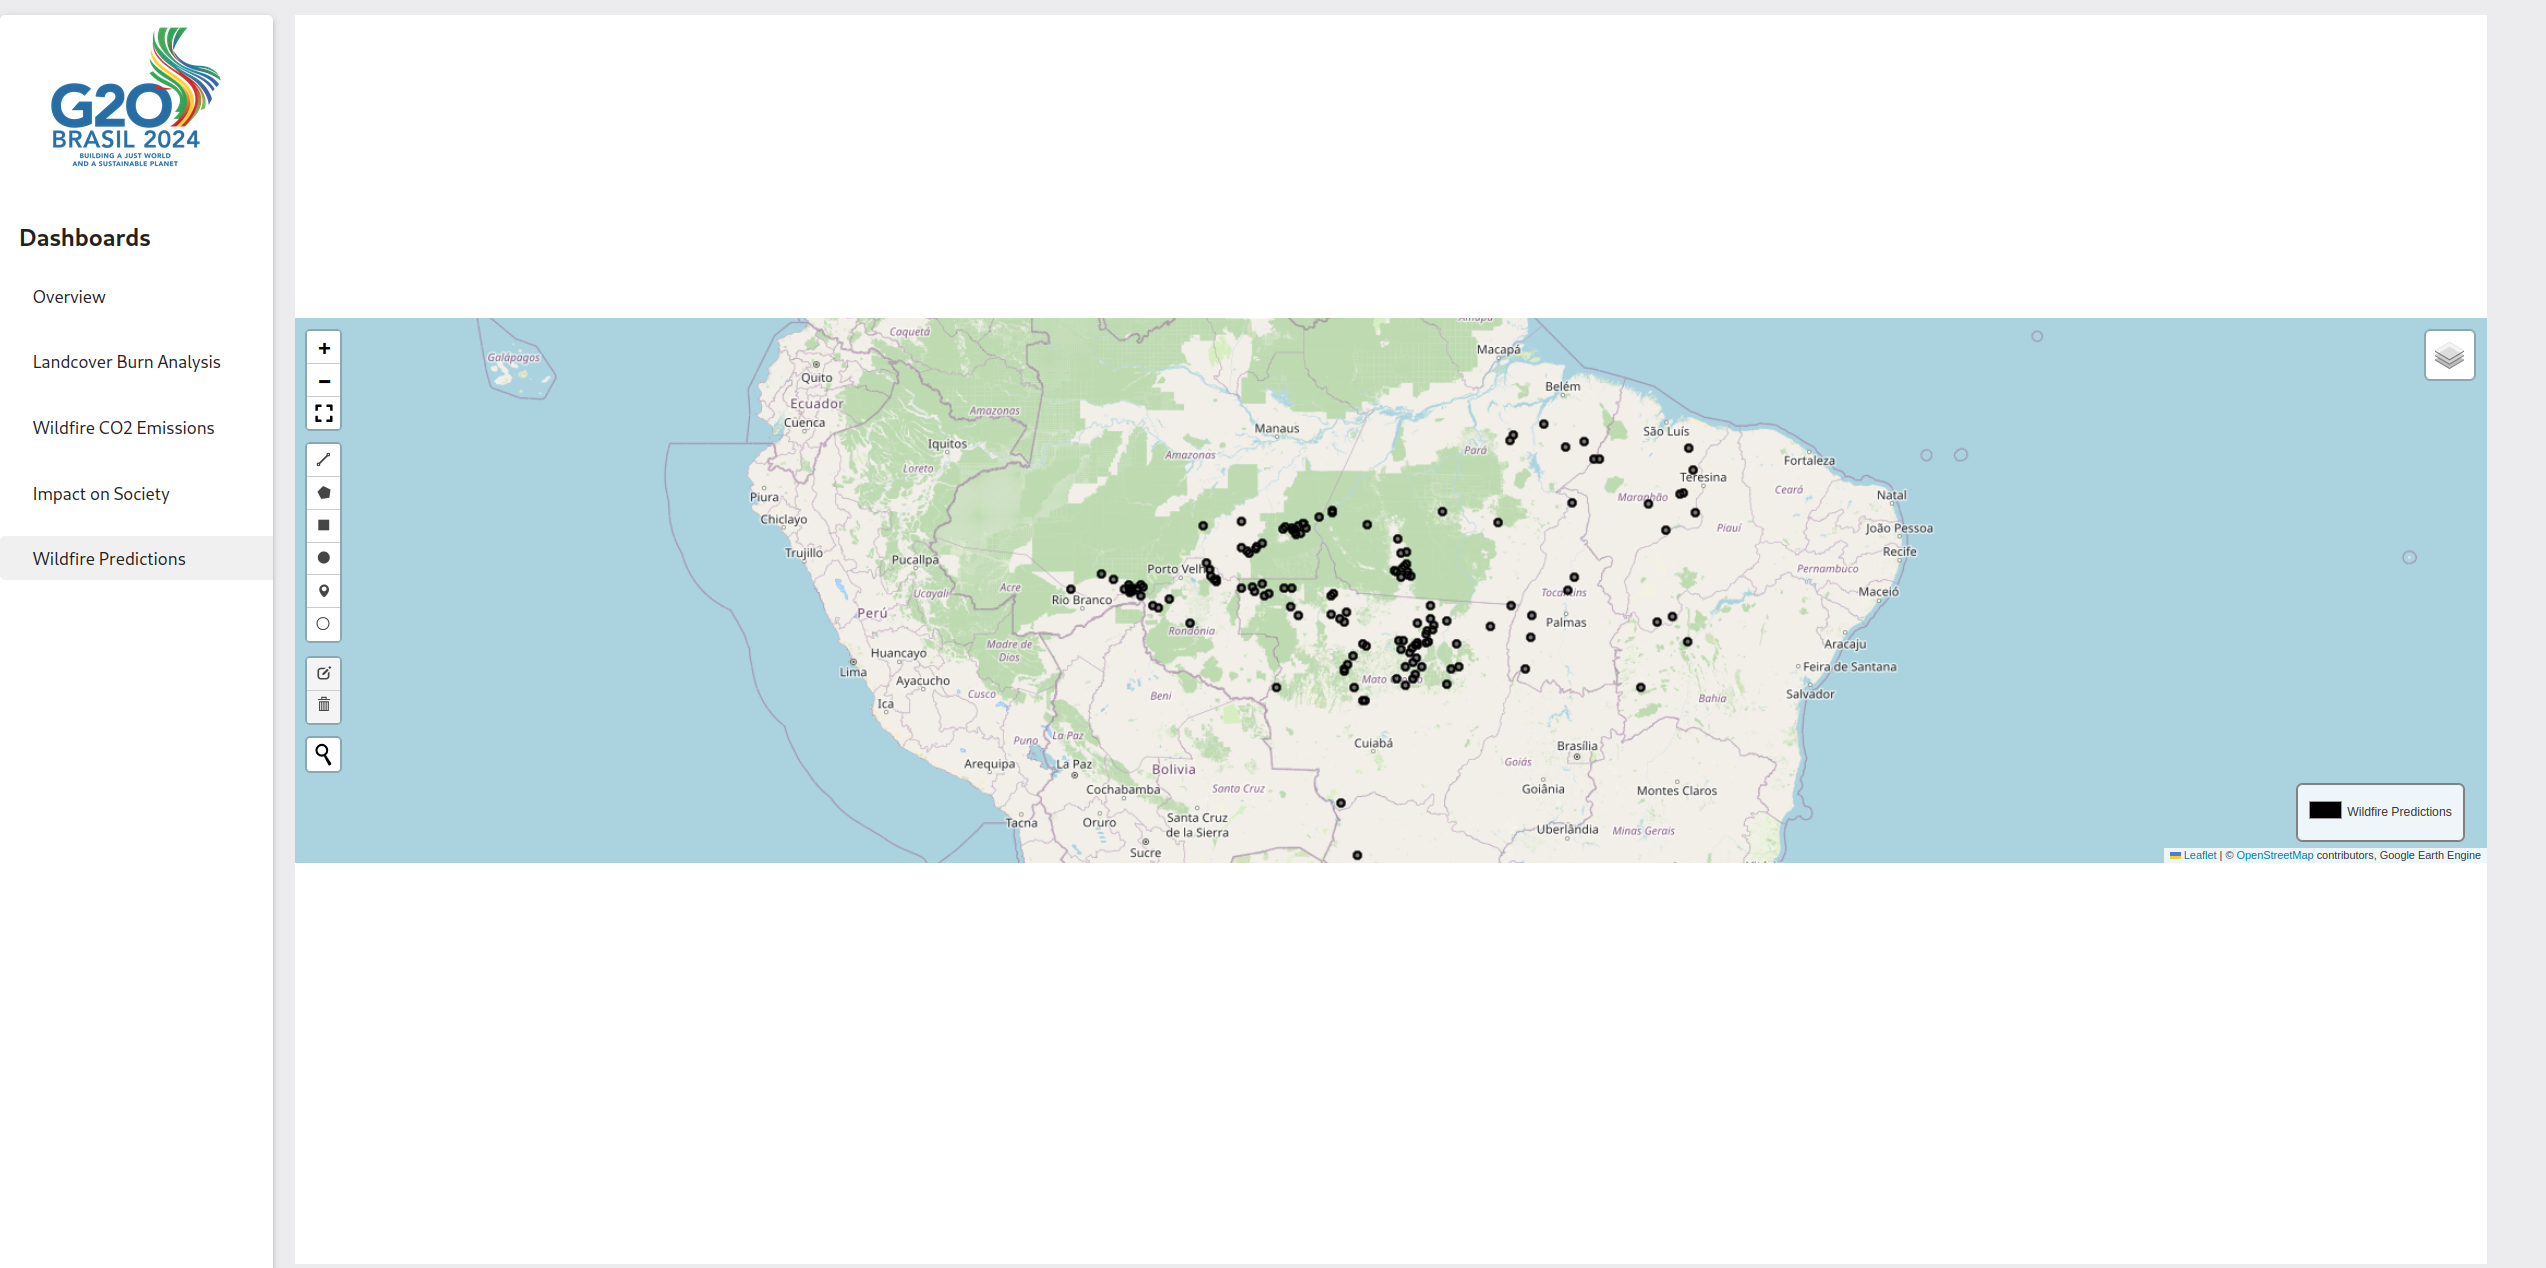 G20
BRASIL 2024
BUILDING A JUST WORLD
AND A SUSTAINABLE PLANET
Dashboards
Overview
Landcover Burn Analysis
Wildfire CO2 Emissions
Impact on Society
Wildfire Predictions
+
−
Caquetá
Galápagos
Macapá
Quito
Belém
Ecuador
Amazonas
Cuenca
Manaus
São Luís
Iquitos
Pará
Amazonas
Fortaleza
Loreto
Teresina
Ceará
Piura
Maranhão
Natal
Chiclayo
Piauí
João Pessoa
Trujillo
Recife
Pucallpa
Porto Velh
Pernambuco
Acre
Ucayali
Rio Branco
Tocantins
Maceió
Perú
Palmas
Rondônia
Madre de
Dios
Aracaju
Huancayo
Lima
Feira de Santana
Ayacucho
Mato
Cusco
Beni
Bahia
Salvador
Ica
Puno
La Paz
Cuiabá
Brasília
Arequipa
La Paz
Bolivia
Goiás
Cochabamba
Santa Cruz
Goiânia
Montes Claros
Tacna
Oruro
Santa Cruz
de la Sierra
Uberlândia
Minas Gerais
Sucre
Wildfire Predictions
Leaflet | © OpenStreetMap contributors, Google Earth Engine